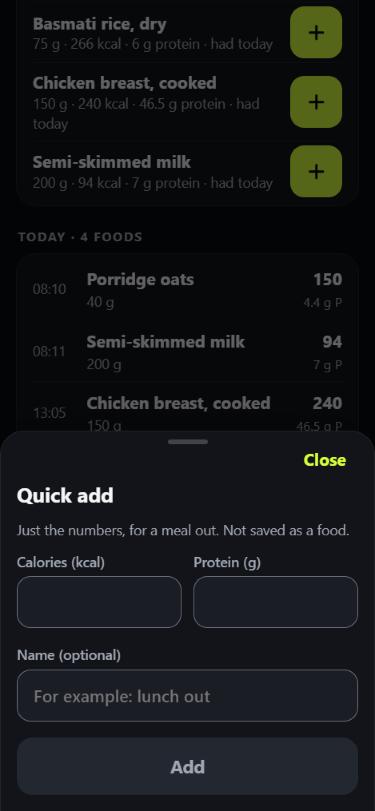 Basmati rice, dry
75 g · 266 kcal · 6 g protein · had today
+
Chicken breast, cooked
150 g · 240 kcal · 46.5 g protein · had
today
+
Semi-skimmed milk
200 g · 94 kcal · 7 g protein · had today
+
TODAY · 4 FOODS
08:10 Porridge oats 150
40 g 4.4 g P
08:11 Semi-skimmed milk 94
200 g 7 g P
13:05 Chicken breast, cooked 240
150 g 46.5 g P
Close
Quick add
Just the numbers, for a meal out. Not saved as a food.
Calories (kcal) Protein (g)
Name (optional)
For example: lunch out
Add